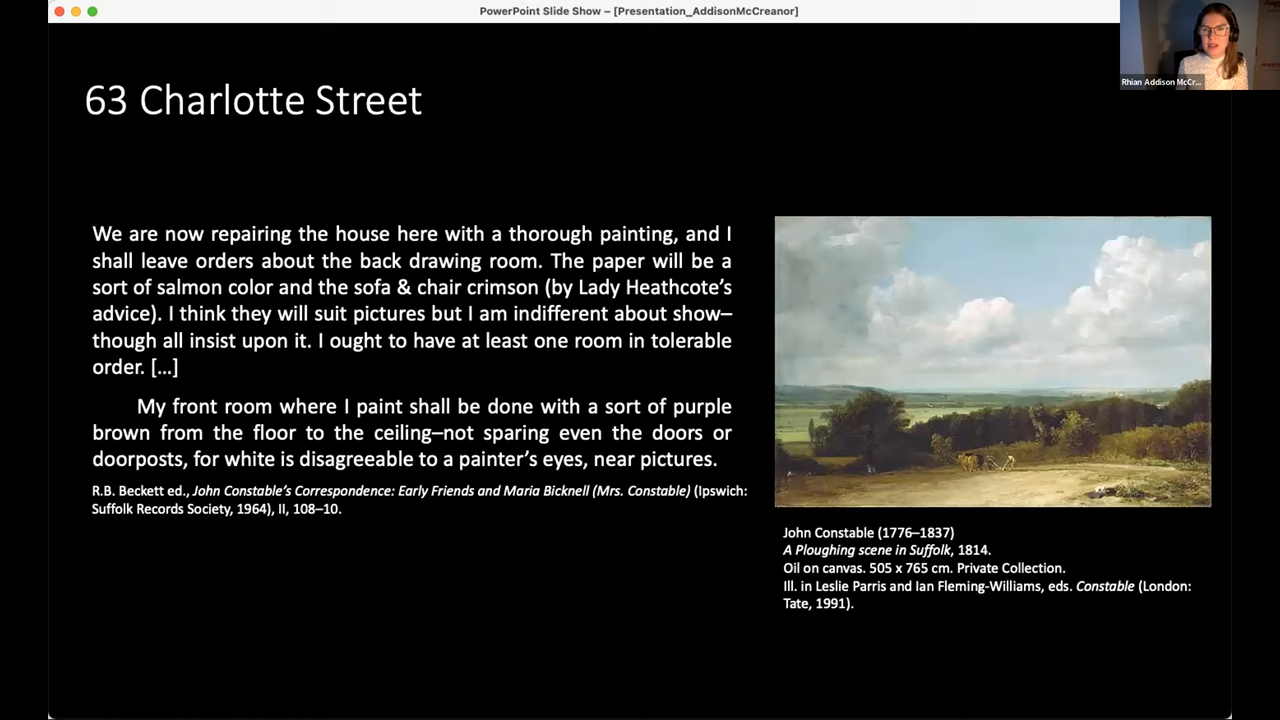 PowerPoint Slide Show – [Presentation_AddisonMcCreanor]
Rhian Addison McCr...
63 Charlotte Street
We are now repairing the house here with a thorough painting, and I
shall leave orders about the back drawing room. The paper will be a
sort of salmon color and the sofa & chair crimson (by Lady Heathcote’s
advice). I think they will suit pictures but I am indifferent about show–
though all insist upon it. I ought to have at least one room in tolerable
order. […]
My front room where I paint shall be done with a sort of purple
brown from the floor to the ceiling–not sparing even the doors or
doorposts, for white is disagreeable to a painter’s eyes, near pictures.
R.B. Beckett ed., John Constable’s Correspondence: Early Friends and Maria Bicknell (Mrs. Constable) (Ipswich:
Suffolk Records Society, 1964), II, 108–10.
John Constable (1776–1837)
A Ploughing scene in Suffolk, 1814.
Oil on canvas. 505 x 765 cm. Private Collection.
Ill. in Leslie Parris and Ian Fleming-Williams, eds. Constable (London:
Tate, 1991).